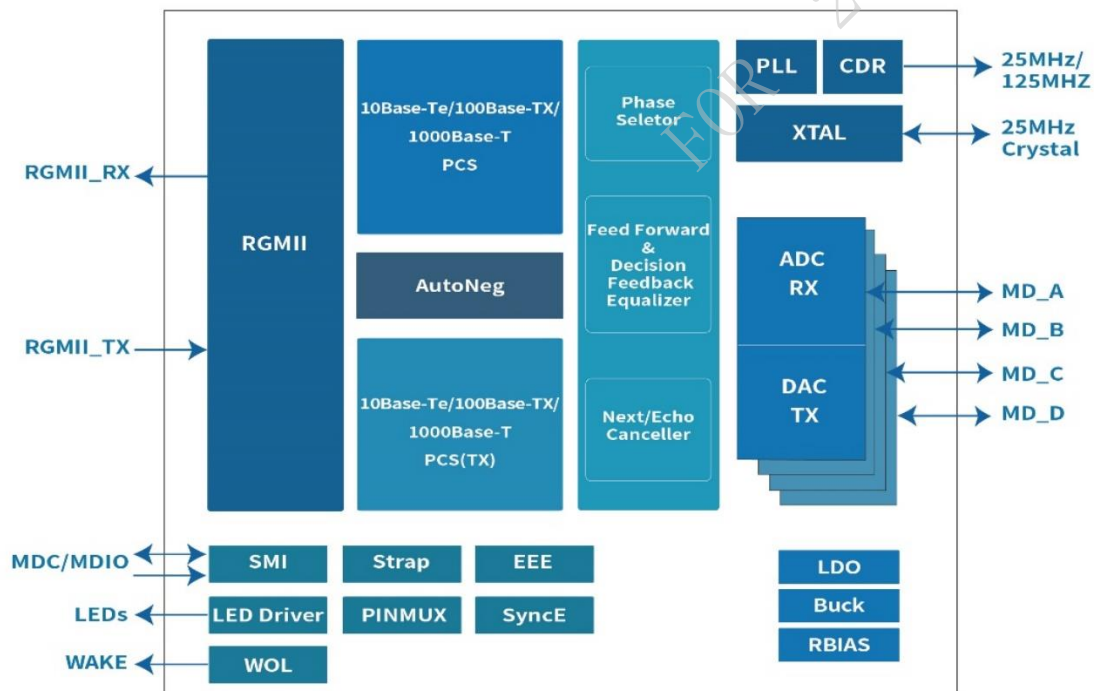 PLL
CDR
25MHz/
125MHZ
10Base-Te/100Base-TX/
1000Base-T
PCS
Phase
Seletor
FOR
XTAL
25MHz
Crystal
RGMII_RX
RGMII
Feed Forward
&
Decision
Feedback
Equalizer
ADC
RX
AutoNeg
MD_A
MD_B
RGMII_TX
MD_C
DAC
TX
MD_D
10Base-Te/100Base-TX/
1000Base-T
PCS(TX)
Next/Echo
Canceller
MDC/MDIO
SMI
Strap
EEE
LDO
LEDs
LED Driver
PINMUX
SyncE
Buck
WAKE
WOL
RBIAS